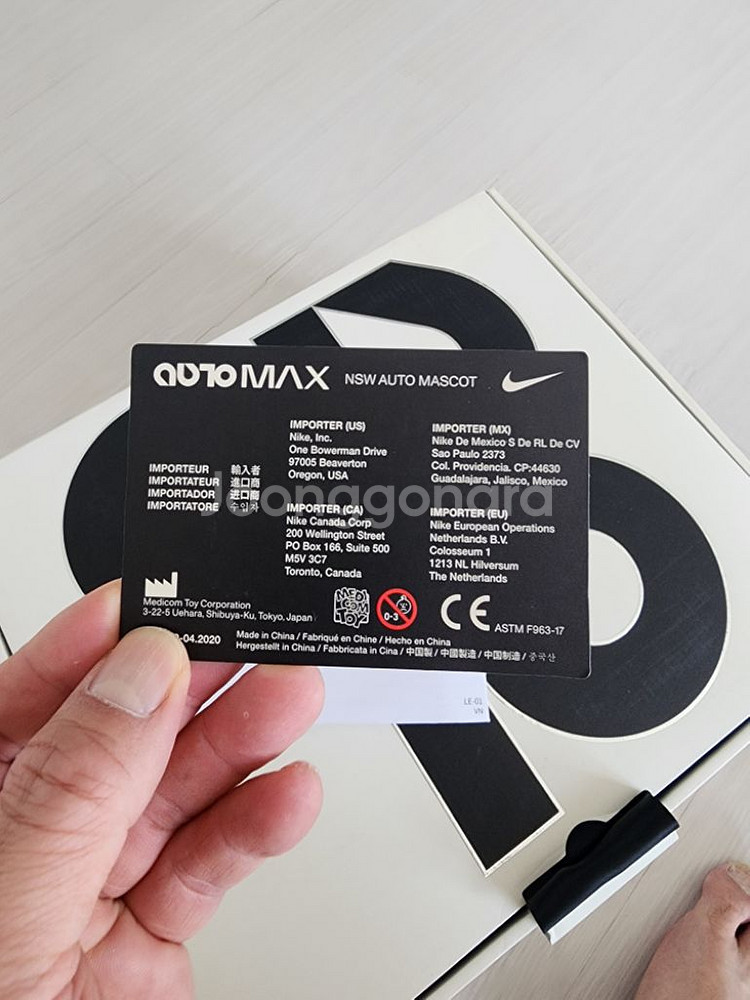 AUTO MAX NSW AUTO MASCOT
IMPORTEUR 輸入者
IMPORTATEUR 進口商
IMPORTADOR 进口商
IMPORTATORE 수입자
IMPORTER (US)
Nike, Inc.
One Bowerman Drive
97005 Beaverton
Oregon, USA
IMPORTER (MX)
Nike De Mexico S De RL De CV
Sao Paulo 2373
Col. Providencia. CP:44630
Guadalajara, Jalisco, Mexico
IMPORTER (CA)
Nike Canada Corp
200 Wellington Street
PO Box 166, Suite 500
M5V 3C7
Toronto, Canada
IMPORTER (EU)
Nike European Operations
Netherlands B.V.
Colosseum 1
1213 NL Hilversum
The Netherlands
Joonggonara
Medicom Toy Corporation
3-22-5 Uehara, Shibuya-Ku, Tokyo, Japan
MEDICOM TOY
0-3
CE
ASTM F963-17
-04.2020
Made in China / Fabriqué en Chine / Hecho en China
Hergestellt in China / Fabbricata in Cina / 中国製 / 中國製造 / 中国制造 / 중국산
LE-01
VN